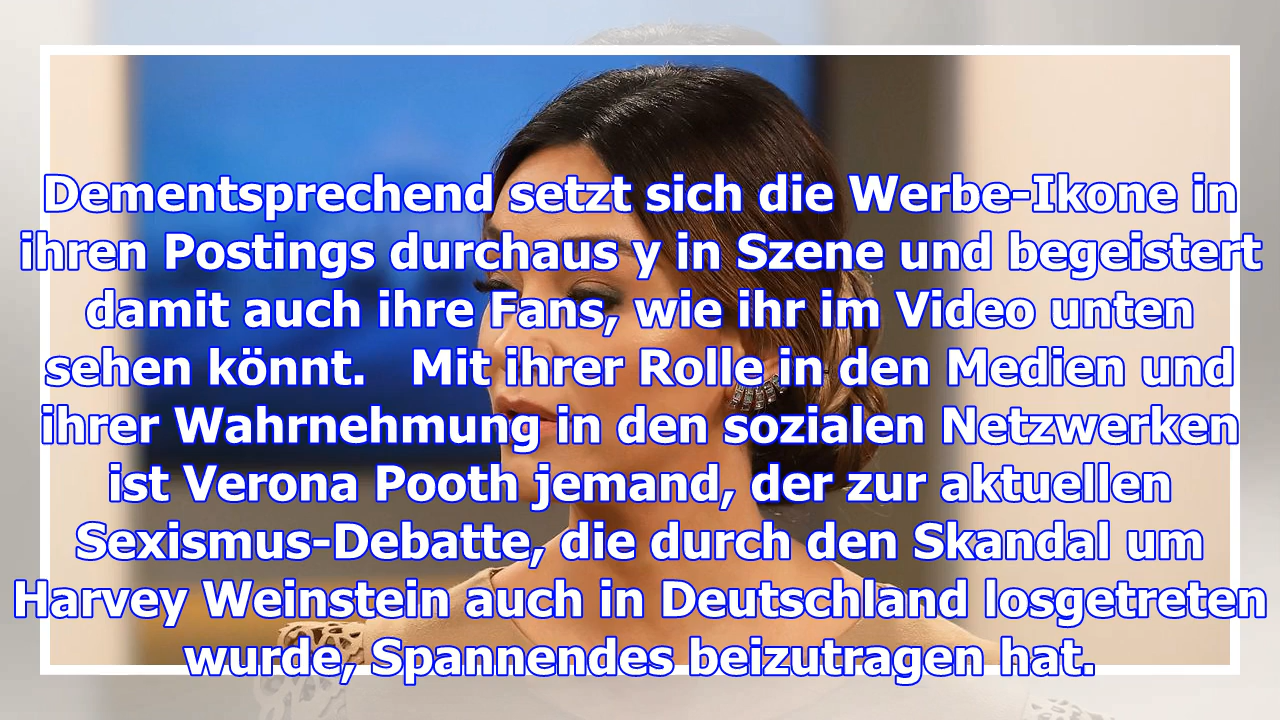 Dementsprechend setzt sich die Werbe-Ikone in
ihren Postings durchaus y in Szene und begeistert
damit auch ihre Fans, wie ihr im Video unten
sehen könnt.   Mit ihrer Rolle in den Medien und
ihrer Wahrnehmung in den sozialen Netzwerken
ist Verona Pooth jemand, der zur aktuellen
Sexismus-Debatte, die durch den Skandal um
Harvey Weinstein auch in Deutschland losgetreten
wurde, Spannendes beizutragen hat.